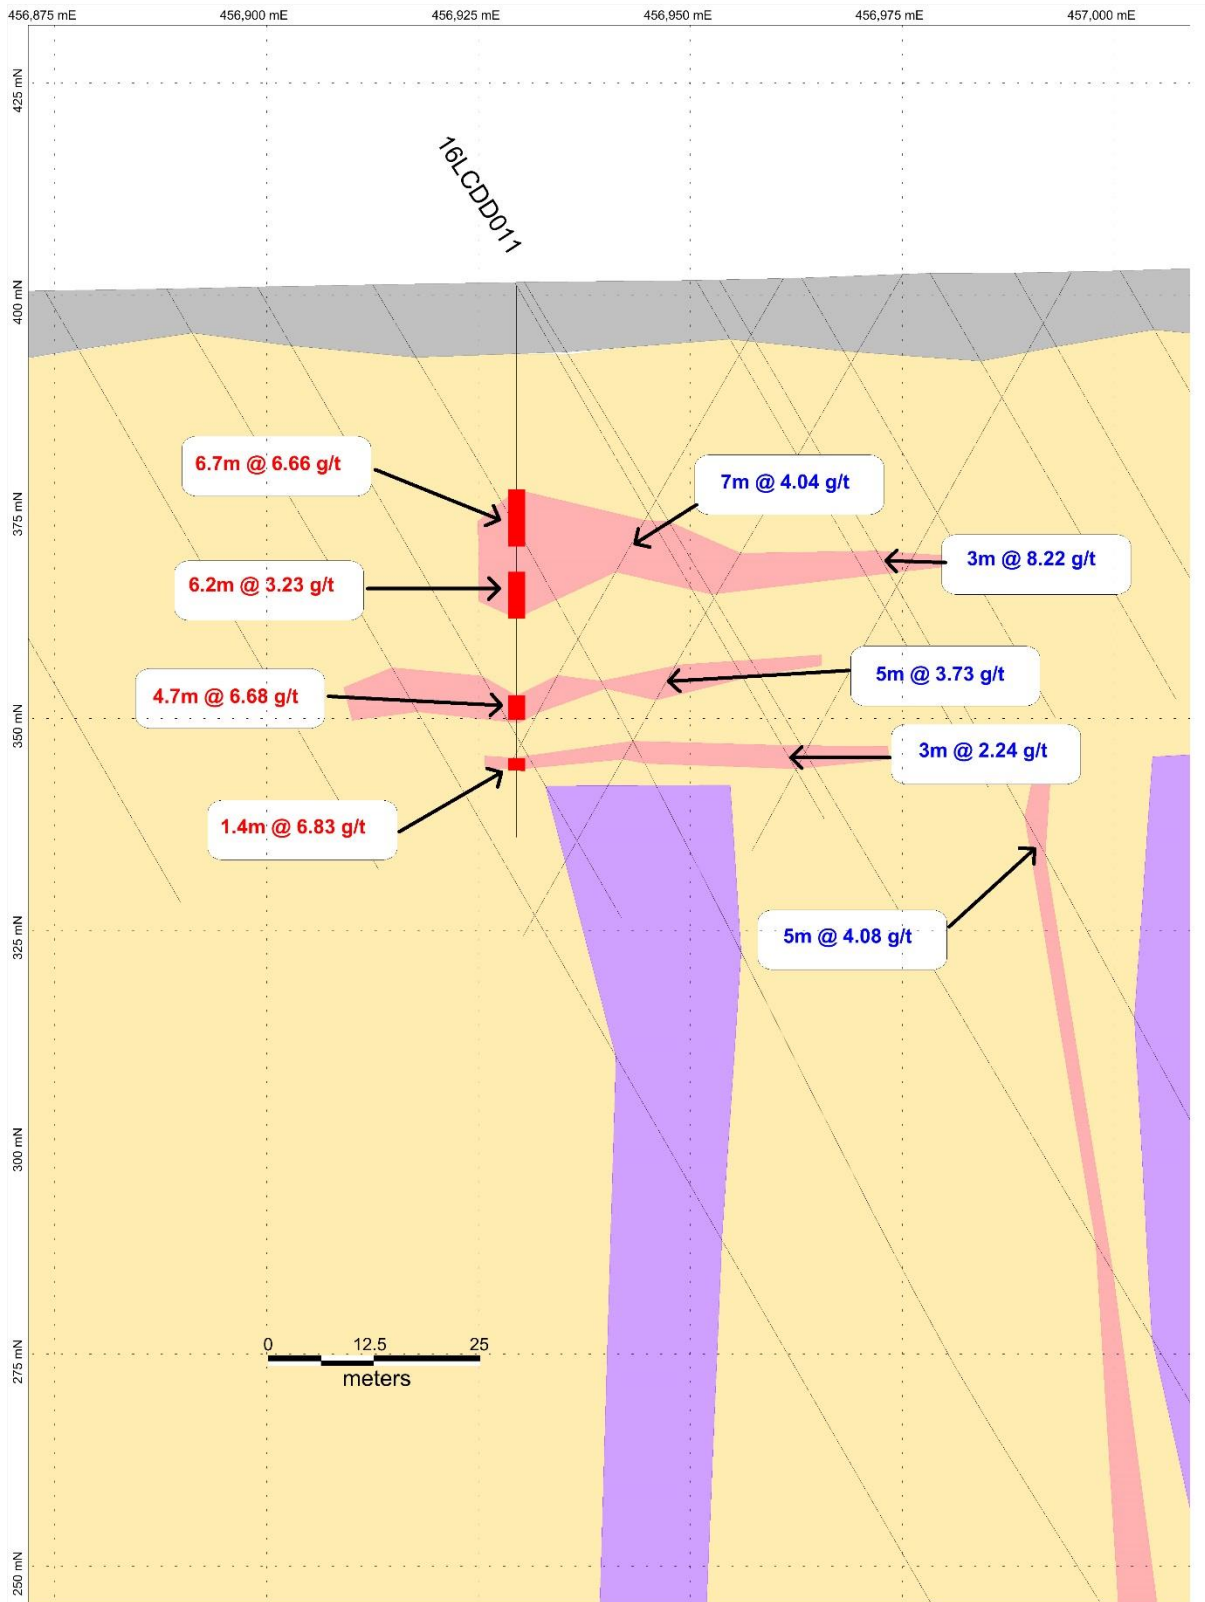 456,875 mE 456,900 mE 456,925 mE 456,950 mE 456,975 mE 457,000 mE
425 mN
16LCDD011
400 mN
6.7m @ 6.66 g/t
7m @ 4.04 g/t
375 mN
3m @ 8.22 g/t
6.2m @ 3.23 g/t
5m @ 3.73 g/t
4.7m @ 6.68 g/t
350 mN
3m @ 2.24 g/t
1.4m @ 6.83 g/t
5m @ 4.08 g/t
325 mN
300 mN
0 12.5 25
meters
275 mN
250 mN